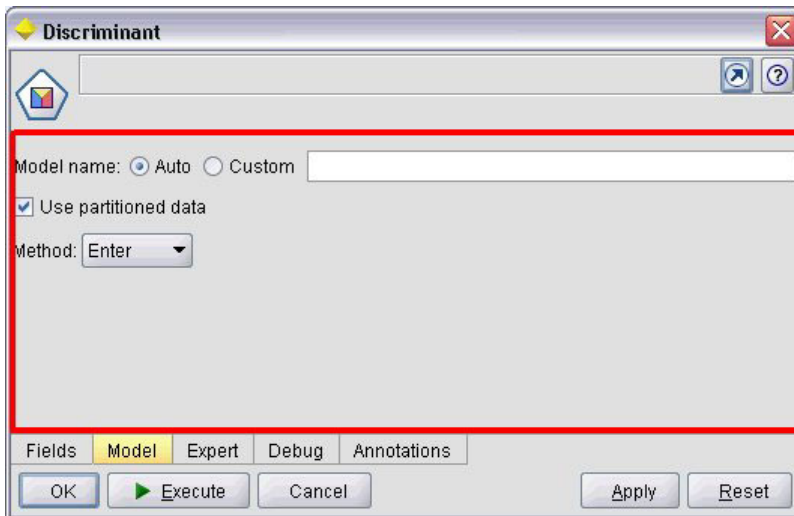 Discriminant
Model name: Auto Custom
Use partitioned data
Method: Enter
Fields Model Expert Debug Annotations
OK Execute Cancel Apply Reset